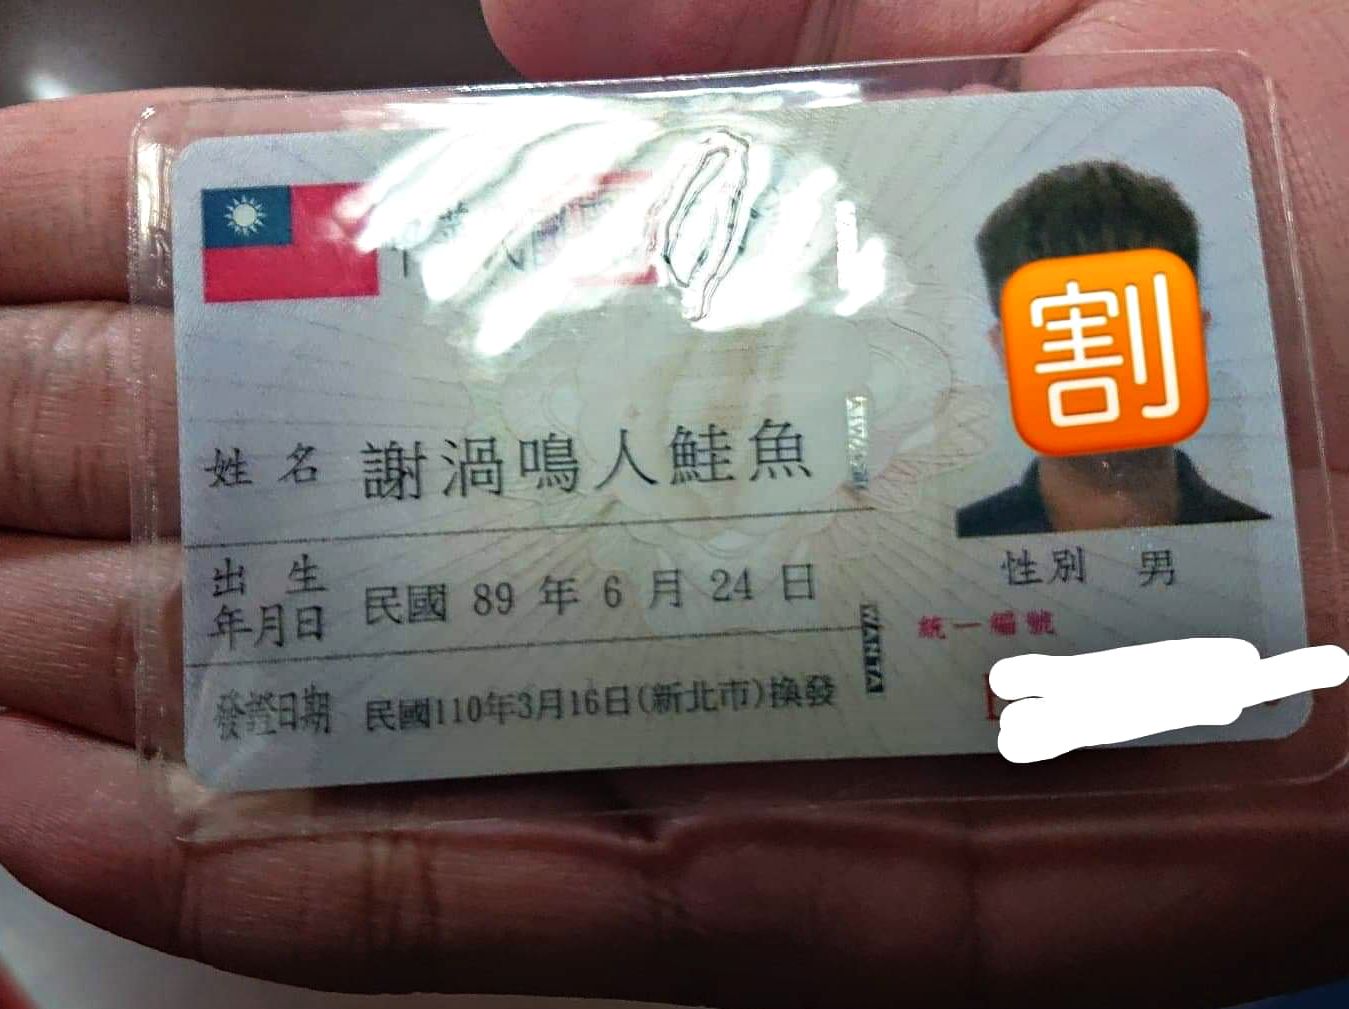 姓名 謝渦鳴人鮭魚
出生年月日 民國 89 年 6 月 24 日
發證日期 民國110年3月16日(新北市)換發
割
性別 男
統一編號